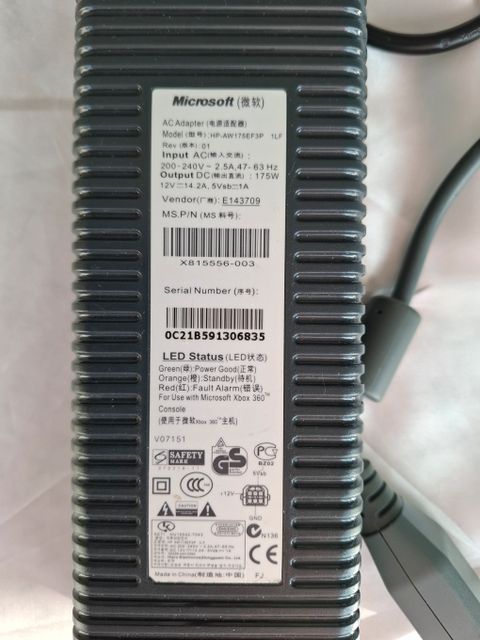 Microsoft (微软)
AC Adapter (电源适配器)
Model (型号): HP-AW175EF3P 1LF
Rev (版本): 01
Input AC(输入交流) :
200-240V~ 2.5A,47-63 Hz
Output DC(输出直流) : 175W
12V⎓14.2A, 5Vsb⎓1A
Vendor(厂商): E143709
MS.P/N (MS 料号):
X815556-003
Serial Number (序号):
0C21B591306835
LED Status (LED状态)
Green(绿):Power Good(正常)
Orange(橙):Standby(待机)
Red(红):Fault Alarm(错误)
For Use with Microsoft Xbox 360™
Console
(使用于微软Xbox 360™主机)
V07151
SAFETY
MARK
GS
BZ02
5Vsb
CCC
+12V
GND
CAUTION
N136
CE
Made in China(制造地:中国)
FJ